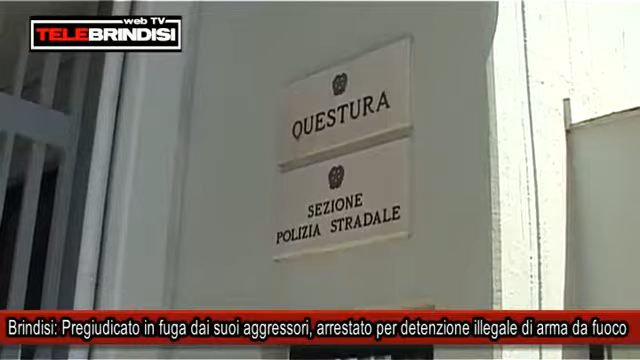 web TV
TELEBRINDISI
QUESTURA
SEZIONE
POLIZIA STRADALE
Brindisi: Pregiudicato in fuga dai suoi aggressori, arrestato per detenzione illegale di arma da fuoco